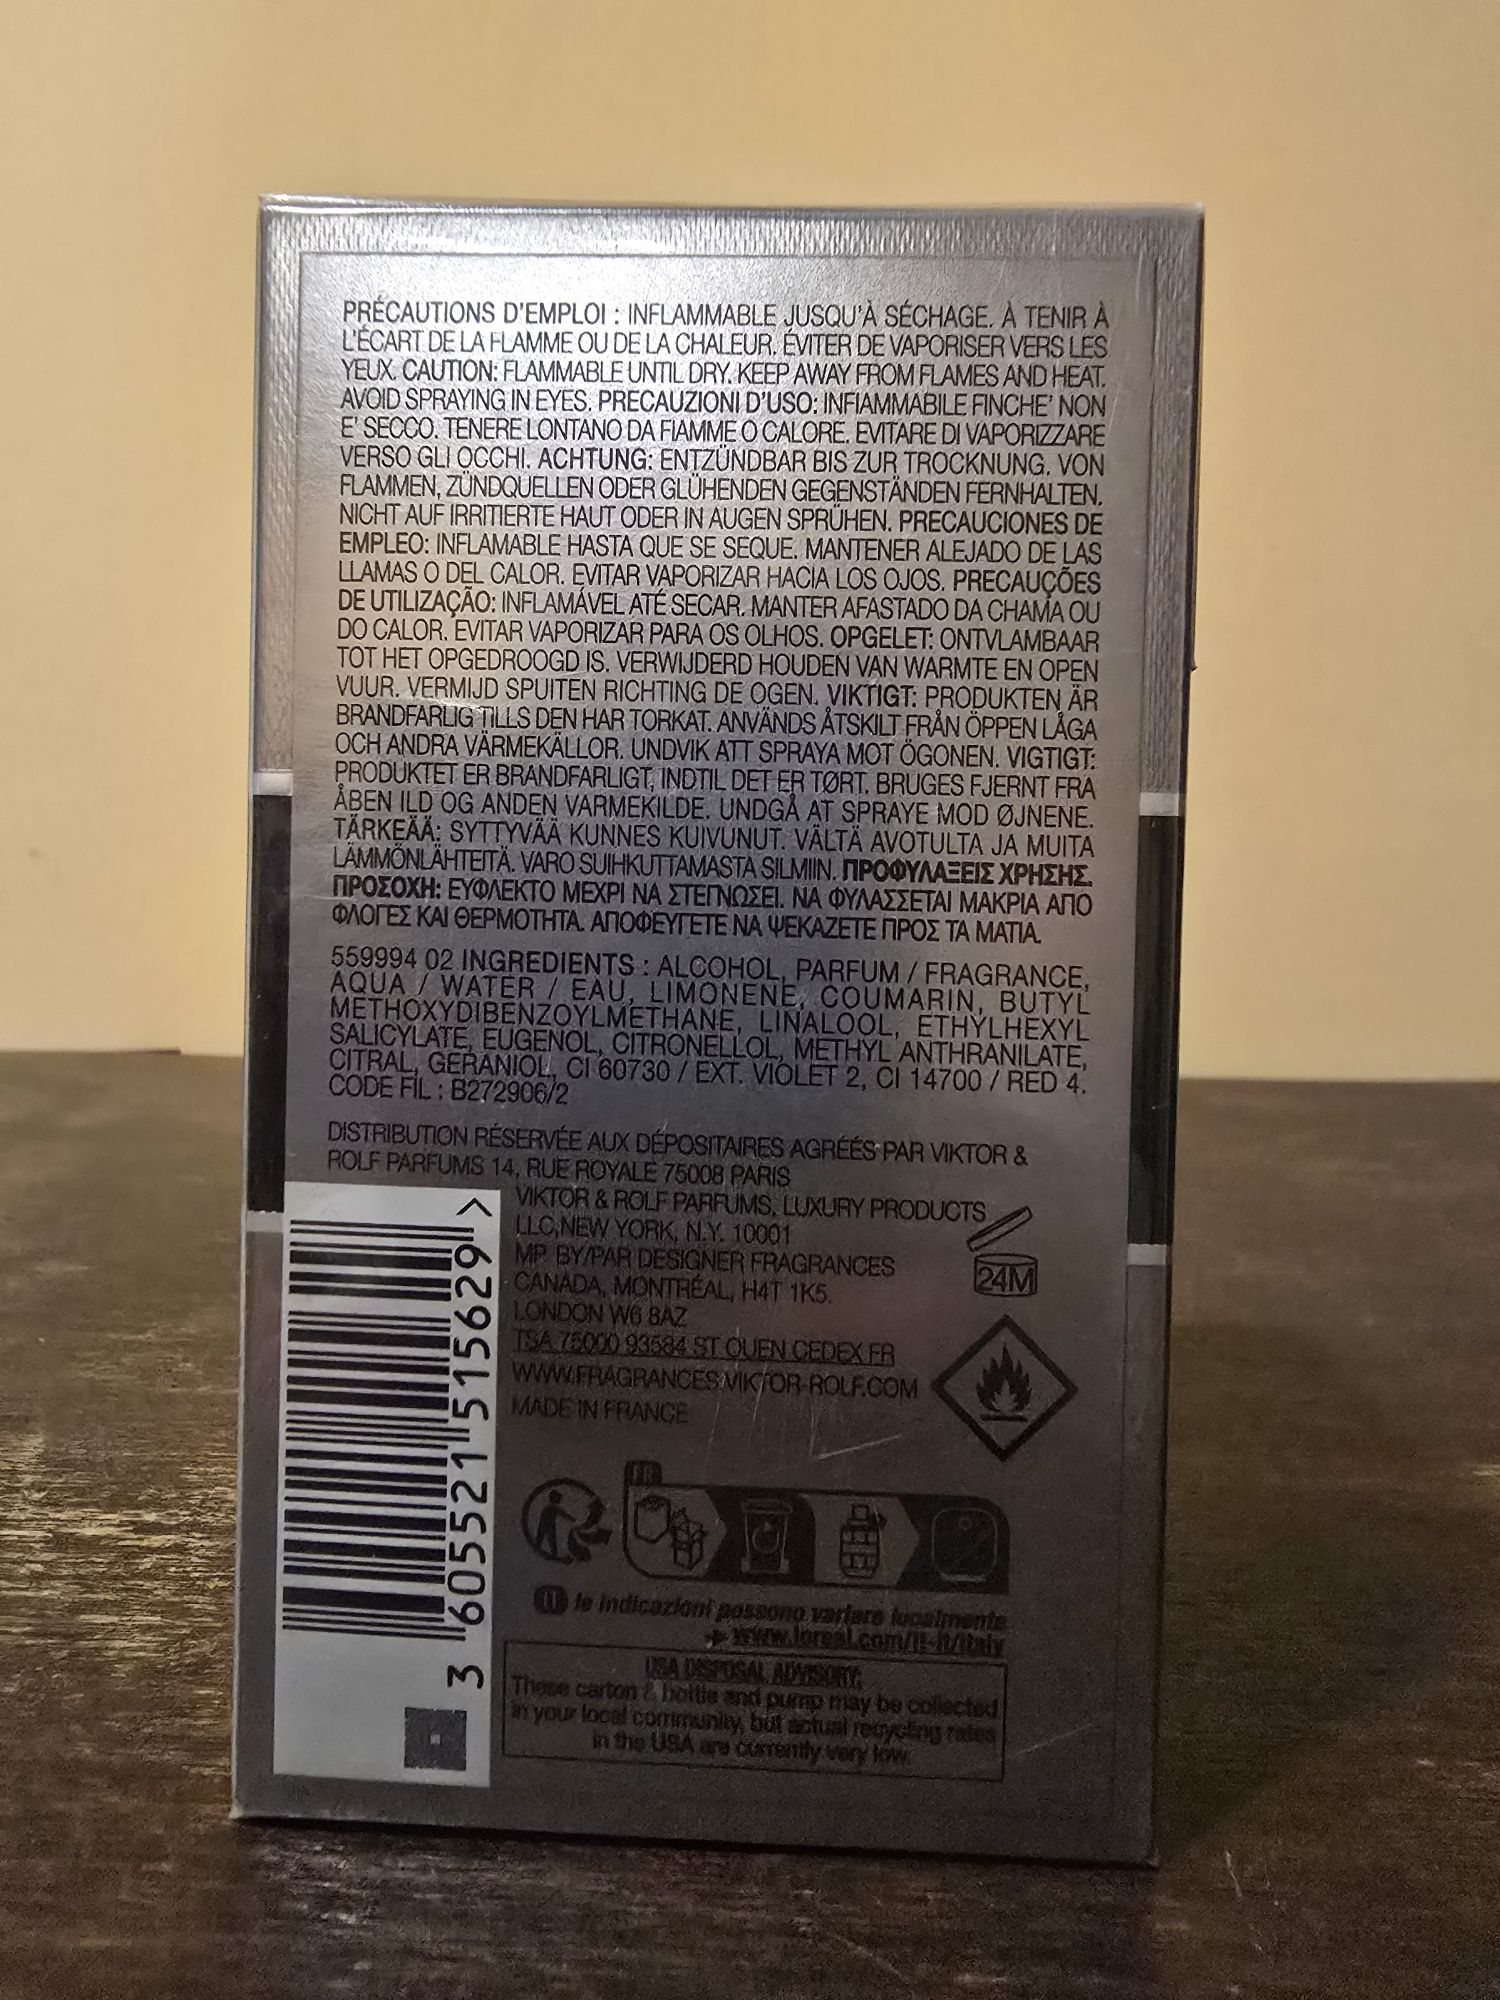 PRÉCAUTIONS D'EMPLOI : INFLAMMABLE JUSQU'À SÉCHAGE. À TENIR À
L'ÉCART DE LA FLAMME OU DE LA CHALEUR. ÉVITER DE VAPORISER VERS LES
YEUX. CAUTION: FLAMMABLE UNTIL DRY. KEEP AWAY FROM FLAMES AND HEAT.
AVOID SPRAYING IN EYES. PRECAUZIONI D'USO: INFIAMMABILE FINCHE' NON
E' SECCO. TENERE LONTANO DA FIAMME O CALORE. EVITARE DI VAPORIZZARE
VERSO GLI OCCHI. ACHTUNG: ENTZÜNDBAR BIS ZUR TROCKNUNG. VON
FLAMMEN, ZÜNDQUELLEN ODER GLÜHENDEN GEGENSTÄNDEN FERNHALTEN.
NICHT AUF IRRITIERTE HAUT ODER IN AUGEN SPRÜHEN. PRECAUCIONES DE
EMPLEO: INFLAMABLE HASTA QUE SE SEQUE. MANTENER ALEJADO DE LAS
LLAMAS O DEL CALOR. EVITAR VAPORIZAR HACIA LOS OJOS. PRECAUÇÕES
DE UTILIZAÇÃO: INFLAMÁVEL ATÉ SECAR. MANTER AFASTADO DA CHAMA OU
DO CALOR. EVITAR VAPORIZAR PARA OS OLHOS. OPGELET: ONTVLAMBAAR
TOT HET OPGEDROOGD IS. VERWIJDERD HOUDEN VAN WARMTE EN OPEN
VUUR. VERMIJD SPUITEN RICHTING DE OGEN. VIKTIGT: PRODUKTEN ÄR
BRANDFARLIG TILLS DEN HAR TORKAT. ANVÄNDS ÅTSKILT FRÅN ÖPPEN LÅGA
OCH ANDRA VÄRMEKÄLLOR. UNDVIK ATT SPRAYA MOT ÖGONEN. VIGTIGT:
PRODUKTET ER BRANDFARLIGT, INDTIL DET ER TØRT. BRUGES FJERNT FRA
ÅBEN ILD OG ANDEN VARMEKILDE. UNDGÅ AT SPRAYE MOD ØJNENE.
TÄRKEÄÄ: SYTTYVÄÄ KUNNES KUIVUNUT. VÄLTÄ AVOTULTA JA MUITA
LÄMMÖNLÄHTEITÄ. VARO SUIHKUTTAMASTA SILMIIN. ΠΡΟΦΥΛΑΞΕΙΣ ΧΡΗΣΗΣ.
ΠΡΟΣΟΧΗ: ΕΥΦΛΕΚΤΟ ΜΕΧΡΙ ΝΑ ΣΤΕΓΝΩΣΕΙ. ΝΑ ΦΥΛΑΣΣΕΤΑΙ ΜΑΚΡΙΑ ΑΠΟ
ΦΛΟΓΕΣ ΚΑΙ ΘΕΡΜΟΤΗΤΑ. ΑΠΟΦΕΥΓΕΤΕ ΝΑ ΨΕΚΑΖΕΤΕ ΠΡΟΣ ΤΑ ΜΑΤΙΑ.
559994 02 INGREDIENTS : ALCOHOL, PARFUM / FRAGRANCE,
AQUA / WATER / EAU, LIMONENE, COUMARIN, BUTYL
METHOXYDIBENZOYLMETHANE, LINALOOL, ETHYLHEXYL
SALICYLATE, EUGENOL, CITRONELLOL, METHYL ANTHRANILATE,
CITRAL, GERANIOL, CI 60730 / EXT. VIOLET 2, CI 14700 / RED 4.
CODE FIL : B272906/2
DISTRIBUTION RÉSERVÉE AUX DÉPOSITAIRES AGRÉÉS PAR VIKTOR &
ROLF PARFUMS 14, RUE ROYALE 75008 PARIS
VIKTOR & ROLF PARFUMS, LUXURY PRODUCTS
LLC,NEW YORK, N.Y. 10001
MP. BY/PAR DESIGNER FRAGRANCES
CANADA, MONTRÉAL, H4T 1K5.
LONDON W6 8AZ
TSA 75000 93584 ST OUEN CEDEX FR
WWW.FRAGRANCES.VIKTOR-ROLF.COM
MADE IN FRANCE
24M
3 605521 515629 >
FR
IT le indicazioni possono variare localmente
www.loreal.com/it-it/italy
USA DISPOSAL ADVISORY:
These carton & bottle and pump may be collected
in your local community, but actual recycling rates
in the USA are currently very low.